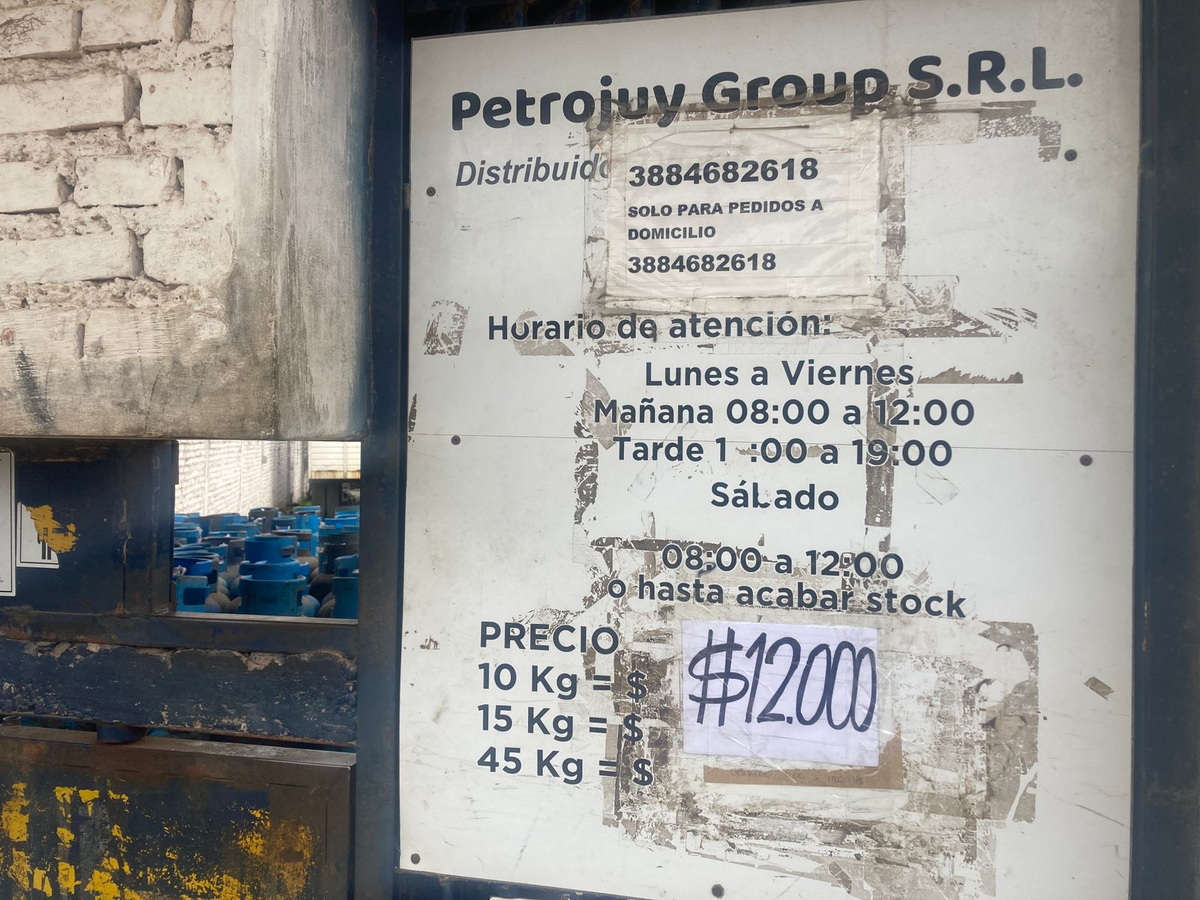 Petrojuy Group S.R.L.
Distribuido
3884682618
SOLO PARA PEDIDOS A
DOMICILIO
3884682618
Horario de atención:
Lunes a Viernes
Mañana 08:00 a 12:00
Tarde 1 :00 a 19:00
Sábado
08:00 a 12:00
o hasta acabar stock
PRECIO
$12.000
10 Kg = $
15 Kg = $
45 Kg = $